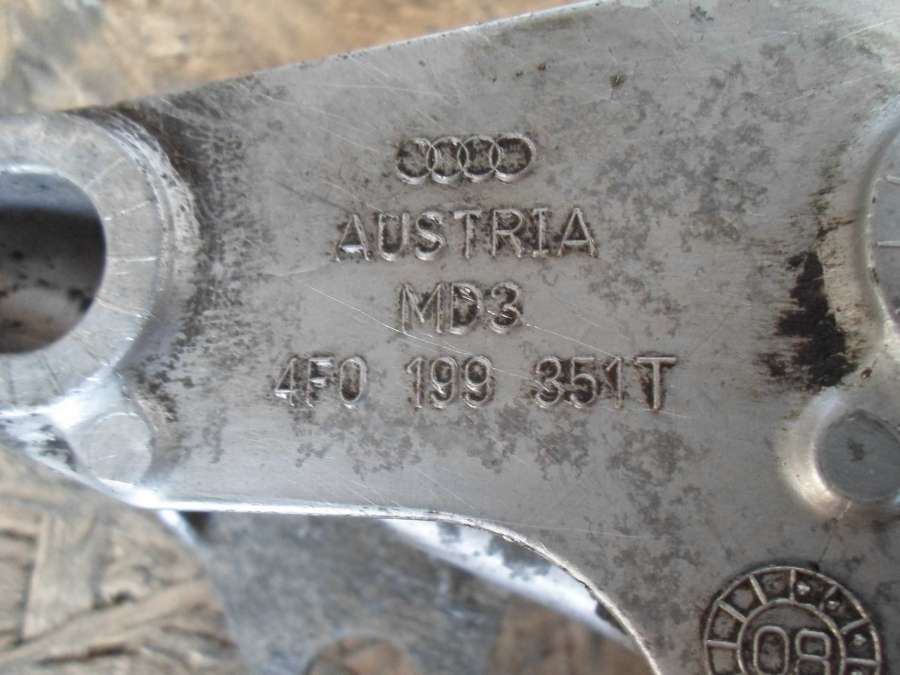 AUSTRIA
MD3
4F0 199 351T
08